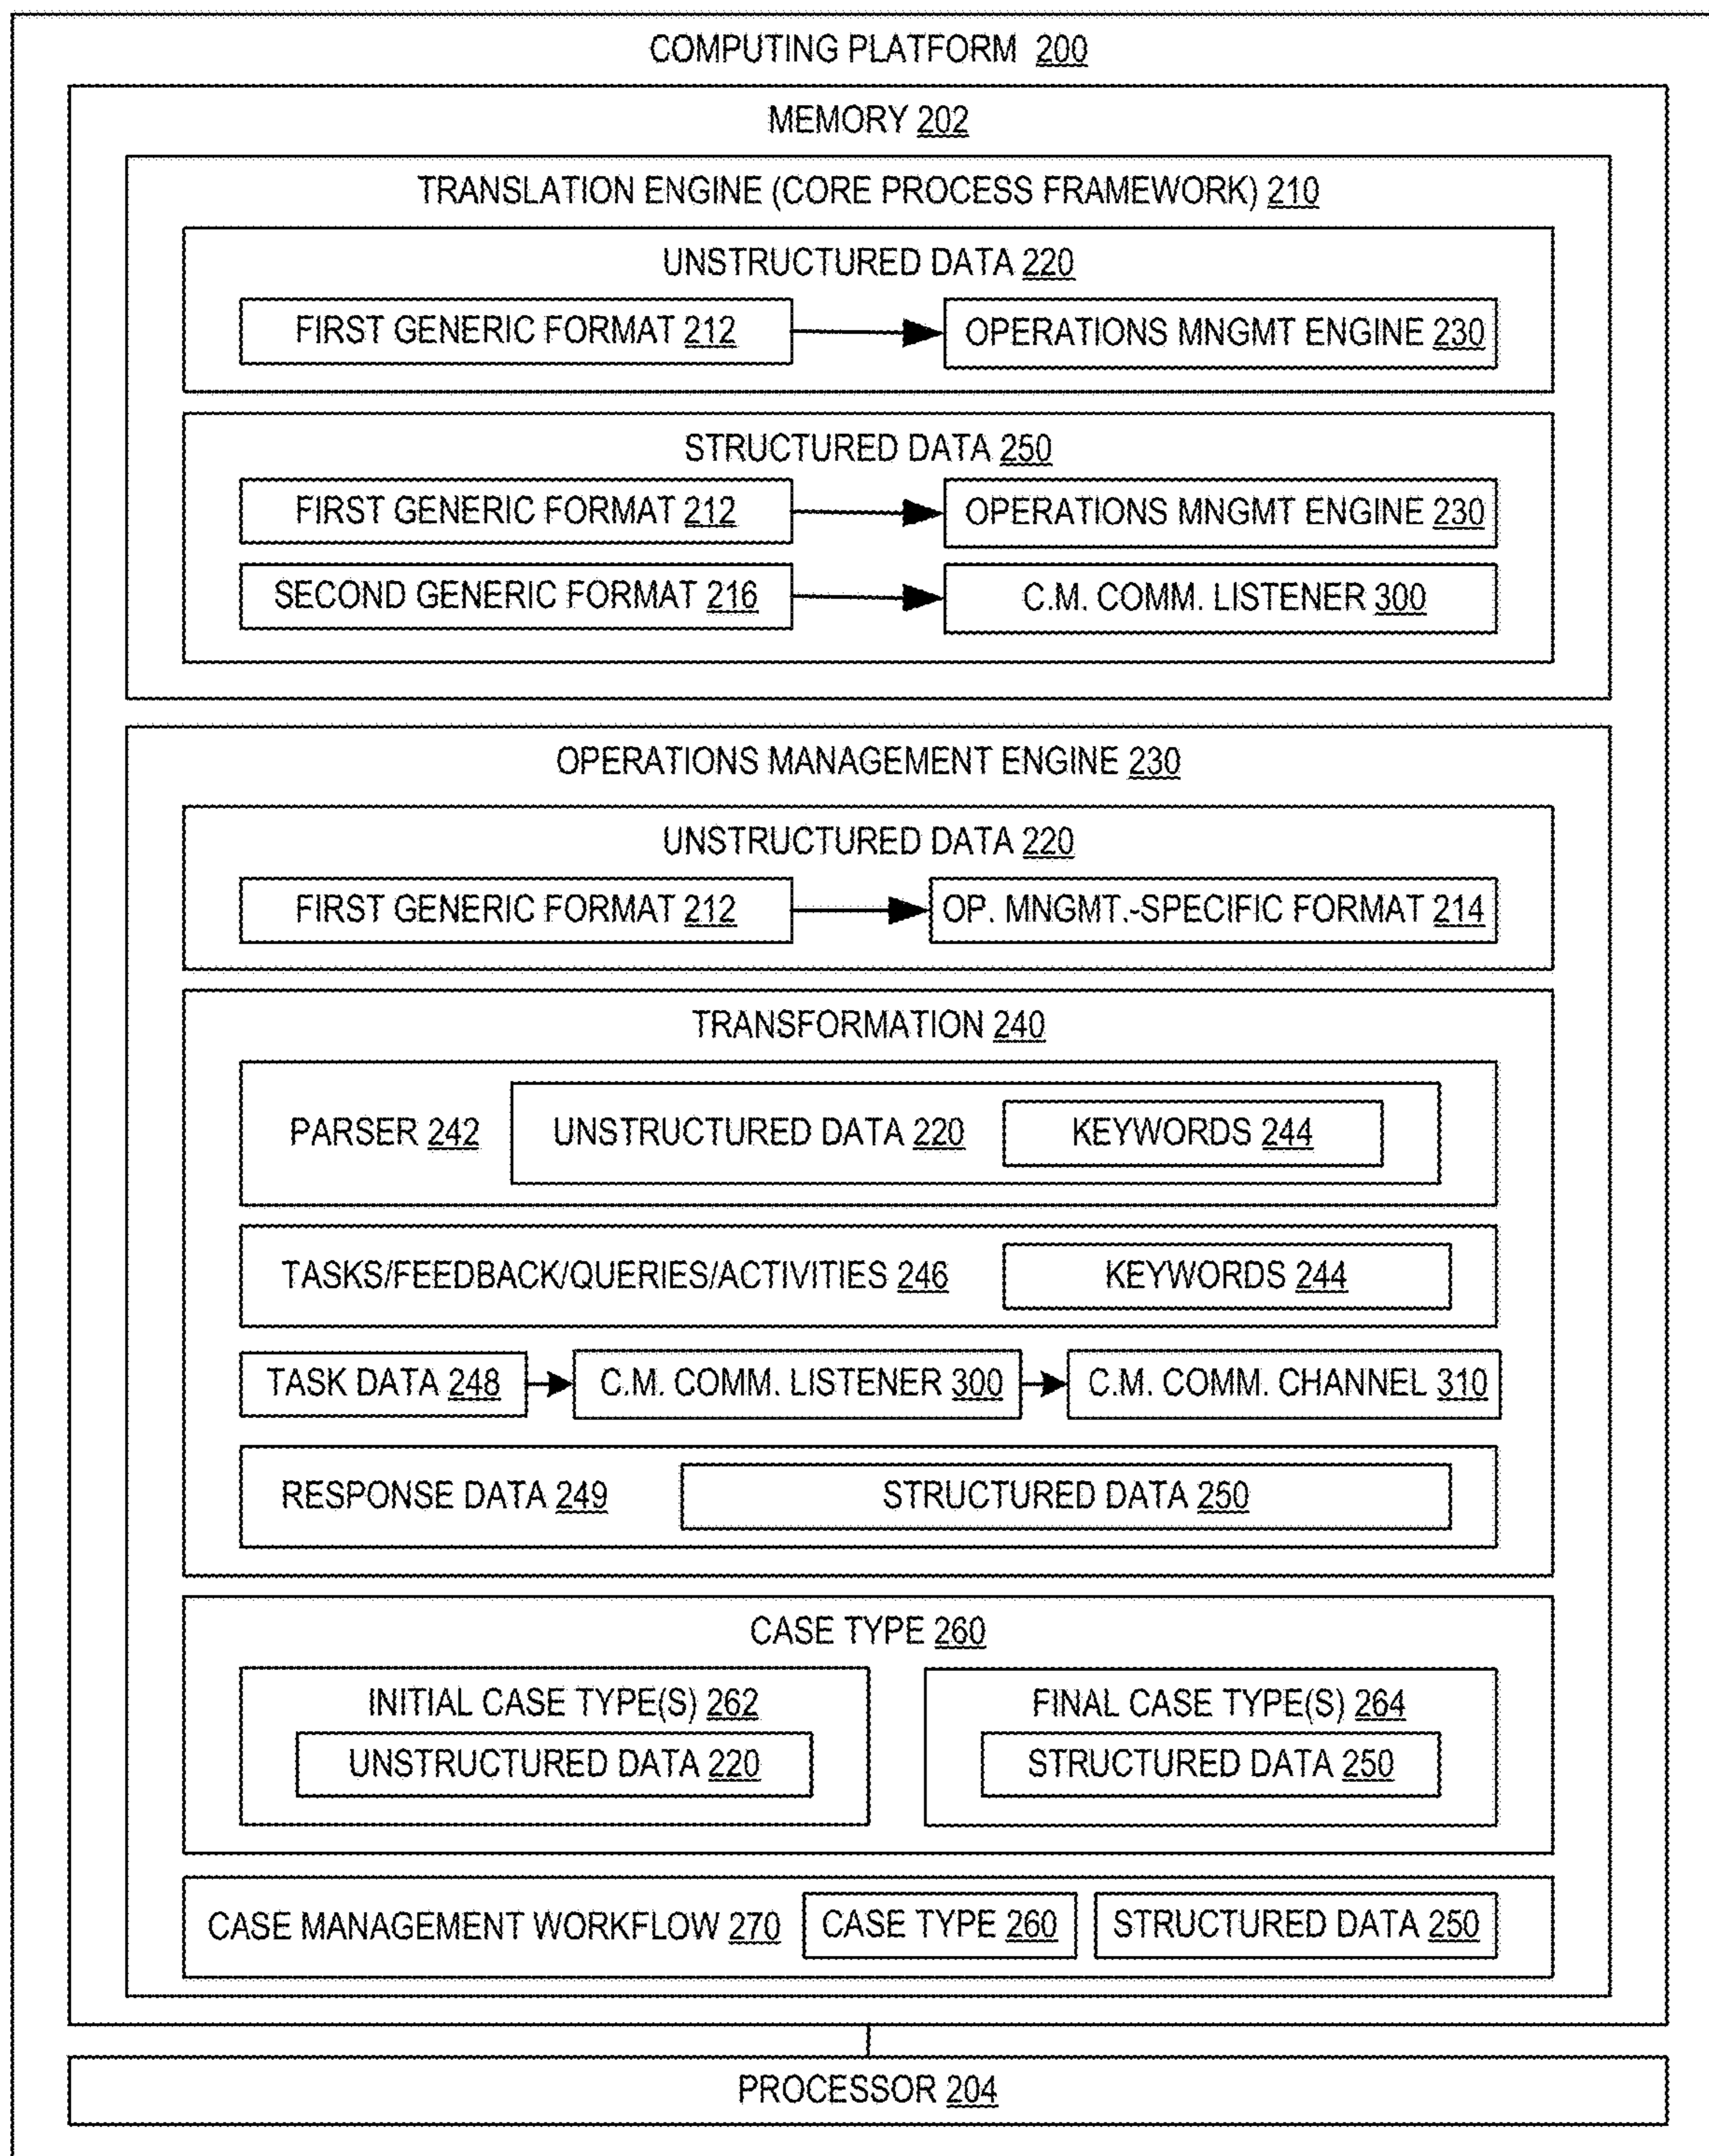 COMPUTING PLATFORM 200
MEMORY 202
TRANSLATION ENGINE (CORE PROCESS FRAMEWORK) 210
UNSTRUCTURED DATA 220
FIRST GENERIC FORMAT 212 OPERATIONS MNGMT ENGINE 230
STRUCTURED DATA 250
FIRST GENERIC FORMAT 212 OPERATIONS MNGMT ENGINE 230
SECOND GENERIC FORMAT 216 C.M. COMM. LISTENER 300
OPERATIONS MANAGEMENT ENGINE 230
UNSTRUCTURED DATA 220
FIRST GENERIC FORMAT 212 OP. MNGMT.-SPECIFIC FORMAT 214
TRANSFORMATION 240
PARSER 242 UNSTRUCTURED DATA 220 KEYWORDS 244
TASKS/FEEDBACK/QUERIES/ACTIVITIES 246 KEYWORDS 244
TASK DATA 248 C.M. COMM. LISTENER 300 C.M. COMM. CHANNEL 310
RESPONSE DATA 249 STRUCTURED DATA 250
CASE TYPE 260
INITIAL CASE TYPE(S) 262 FINAL CASE TYPE(S) 264
UNSTRUCTURED DATA 220 STRUCTURED DATA 250
CASE MANAGEMENT WORKFLOW 270 CASE TYPE 260 STRUCTURED DATA 250
PROCESSOR 204